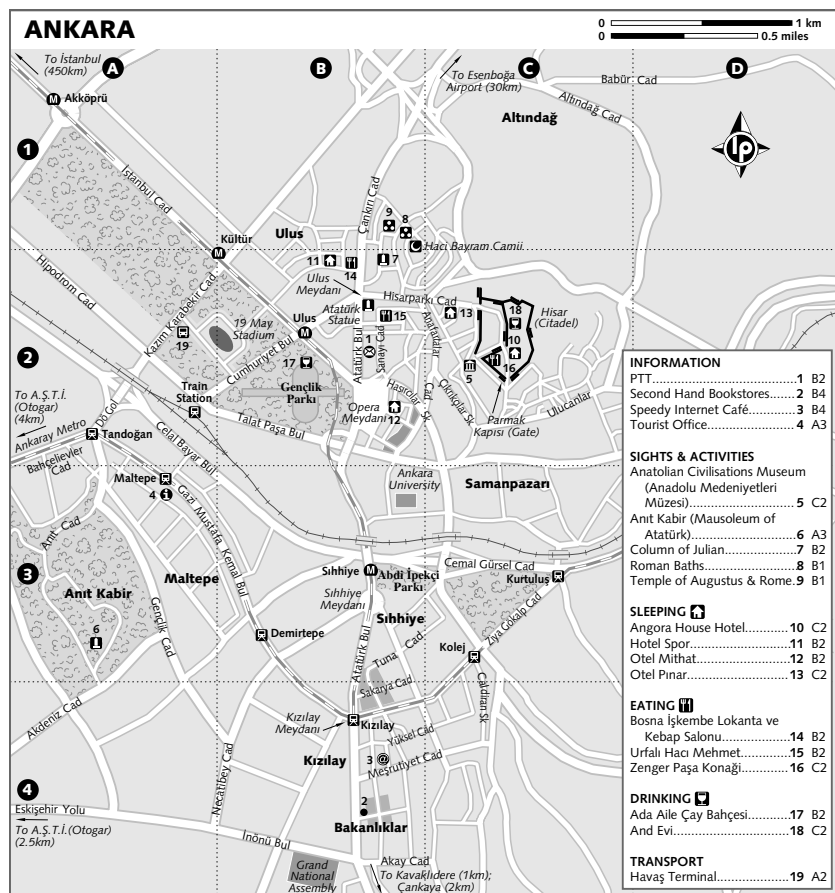 ANKARA
0 1 km
0 0.5 miles
To İstanbul
(450km)
A
B
C
D
To Esenboğa
Airport (30km)
Babür Cad
Akköprü
Altındağ
Altındağ Cad
1
lp
İstanbul Cad
Çankırı Cad
9
8
Kültür
Ulus
Hacı Bayram Camii
11
14
7
Hipodrom Cad
Ulus
Meydanı
Hisarparkı Cad
Kazım Karabekir Cad
Atatürk
Statue
13
18
Hisar
(Citadel)
19 May
Stadium
Ulus
15
Anafartalar
Cad
10
19
1
Sanayi Cad
2
Cumhuriyet Bul
17
Atatürk Bul
5
16
Gençlik
Parkı
Hasırcılar
Sk
Çıkrıkçılar Sk
Ulucanlar
Train
Station
Opera
Meydanı
12
Parmak
Kapısı (Gate)
To A.Ş.T.İ.
(Otogar)
(4km)
Ankaray Metro
Tandoğan
Talat Paşa Bul
Celal Bayar Bul
Bahçelievler
Cad
Maltepe
4
Ankara
University
Samanpazarı
Gazi Mustafa Kemal Bul
Anıt Cad
3
Maltepe
Sıhhiye
Abdi İpekçi
Parkı
Cemal Gürsel Cad
Kurtuluş
Sıhhiye
Meydanı
Anıt Kabir
Gençlik Cad
Sıhhiye
Ziya Gökalp Cad
6
Demirtepe
Atatürk Bul
Tuna Cad
Kolej
Sakarya Cad
Akdeniz Cad
Kızılay
Meydanı
Kızılay
Yüksel Cad
Kızılay
3
Meşrutiyet Cad
Necatibey Cad
4
2
Eskişehir Yolu
Bakanlıklar
To A.Ş.T.İ.(Otogar)
(2.5km)
İnönü Bul
Akay Cad
Grand
National
Assembly
To Kavaklıdere (1km);
Çankaya (2km)
INFORMATION
PTT 1 B2
Second Hand Bookstores 2 B4
Speedy Internet Café 3 B4
Tourist Office 4 A3
SIGHTS & ACTIVITIES
Anatolian Civilisations Museum
(Anadolu Medeniyetleri
Müzesi) 5 C2
Anıt Kabir (Mausoleum of
Atatürk) 6 A3
Column of Julian 7 B2
Roman Baths 8 B1
Temple of Augustus & Rome 9 B1
SLEEPING
Angora House Hotel 10 C2
Hotel Spor 11 B2
Otel Mithat 12 B2
Otel Pınar 13 C2
EATING
Bosna İşkembe Lokanta ve
Kebap Salonu 14 B2
Urfalı Hacı Mehmet 15 B2
Zenger Paşa Konaği 16 C2
DRINKING
Ada Aile Çay Bahçesi 17 B2
And Evi 18 C2
TRANSPORT
Havaş Terminal 19 A2